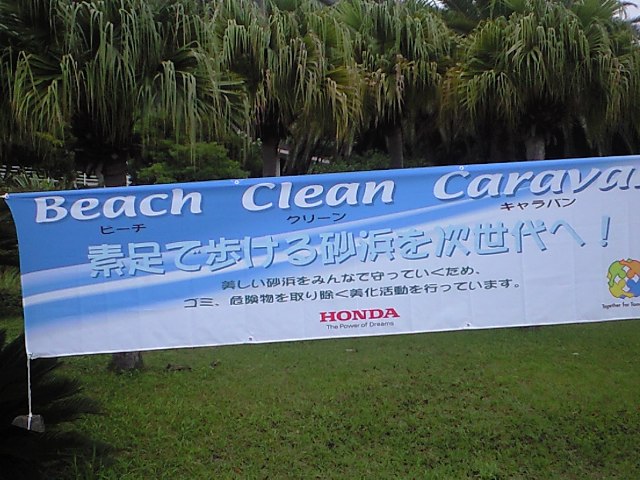 Beach Clean Carava
ビーチ クリーン キャラバン
素足で歩ける砂浜を次世代へ！
美しい砂浜をみんなで守っていくため、
ゴミ、危険物を取り除く美化活動を行っています。
HONDA
The Power of Dreams
Together for